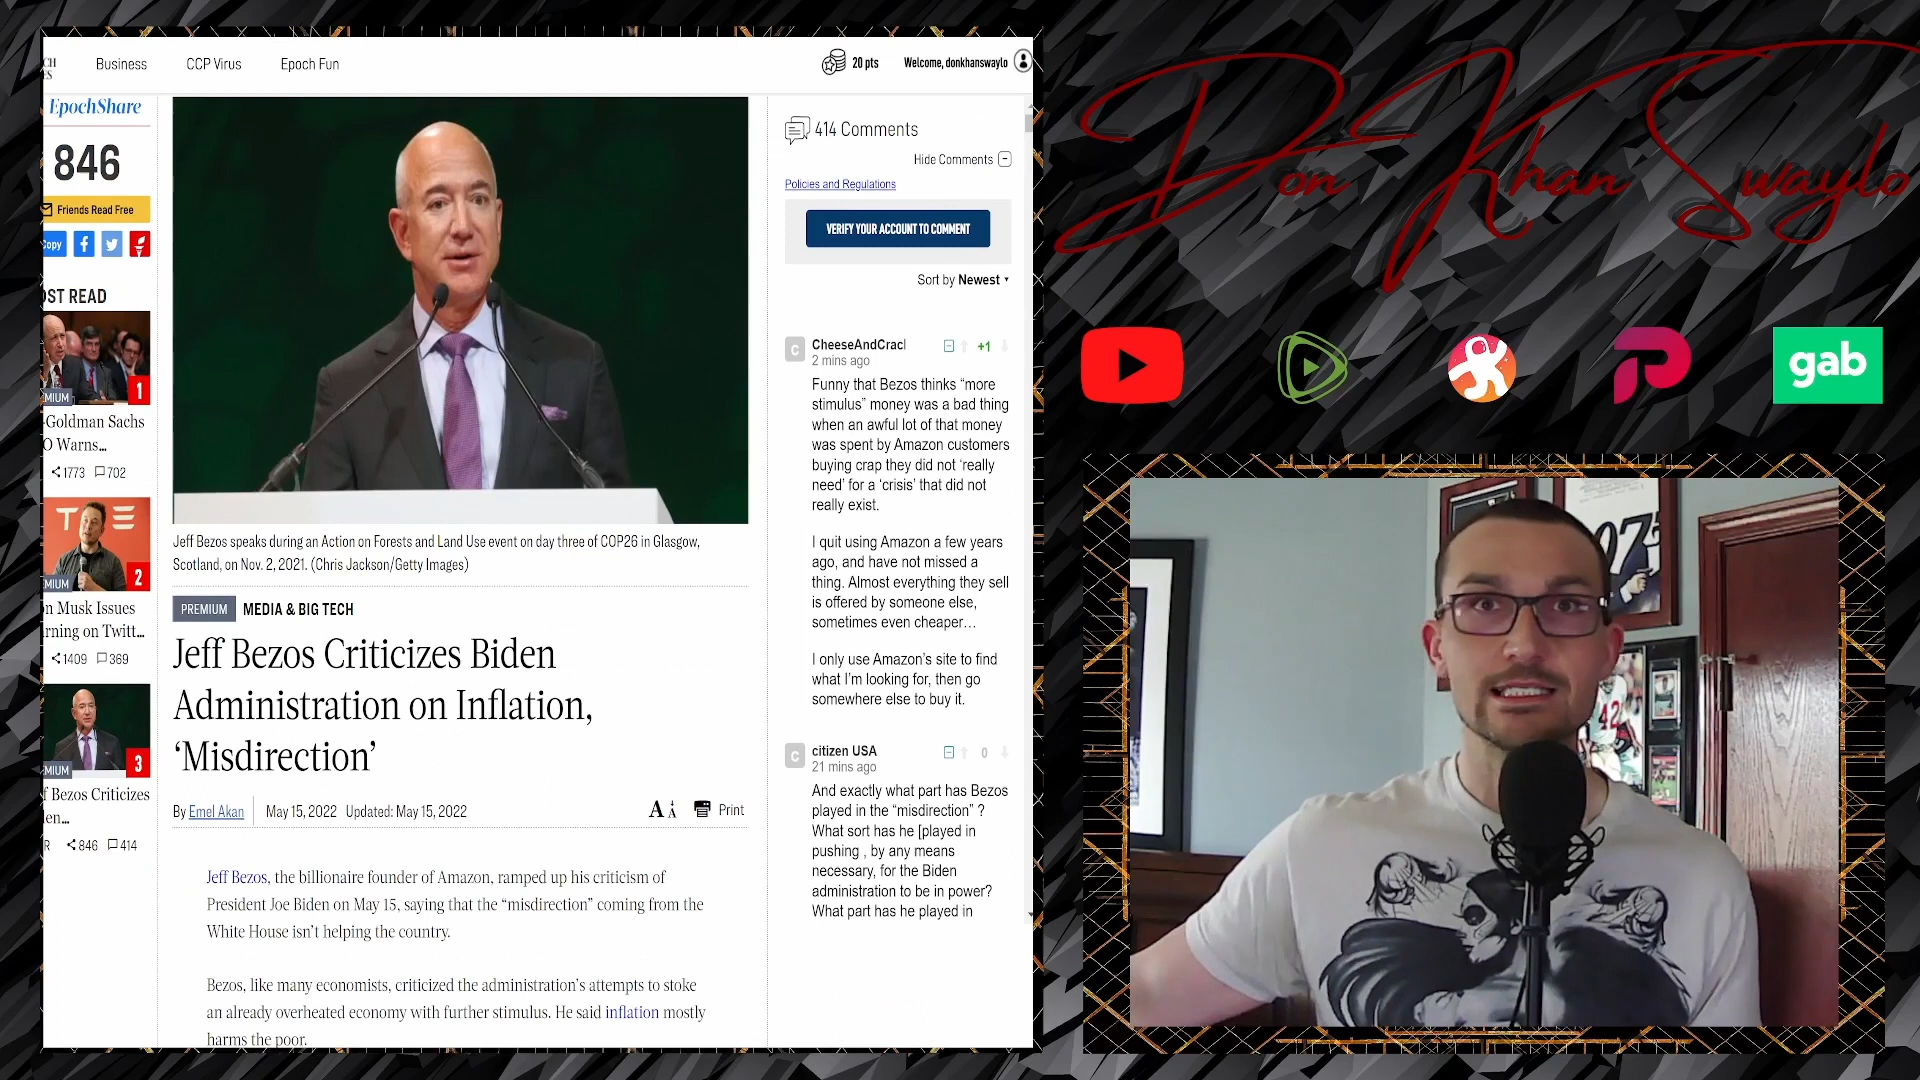 CH
ES
Business
CCP Virus
Epoch Fun
20 pts
Welcome, donkhanswaylo
EpochShare
846
Friends Read Free
Copy
OST READ
1
MIUM
-Goldman Sachs
O Warns...
1773 702
2
MIUM
n Musk Issues
rning on Twitt...
1409 369
3
MIUM
f Bezos Criticizes
en...
R 846 414
Jeff Bezos speaks during an Action on Forests and Land Use event on day three of COP26 in Glasgow,
Scotland, on Nov. 2, 2021. (Chris Jackson/Getty Images)
PREMIUM MEDIA & BIG TECH
Jeff Bezos Criticizes Biden
Administration on Inflation,
‘Misdirection’
By Emel Akan May 15, 2022 Updated: May 15, 2022
A A Print
Jeff Bezos, the billionaire founder of Amazon, ramped up his criticism of
President Joe Biden on May 15, saying that the “misdirection” coming from the
White House isn’t helping the country.
Bezos, like many economists, criticized the administration’s attempts to stoke
an already overheated economy with further stimulus. He said inflation mostly
harms the poor.
414 Comments
Hide Comments
Policies and Regulations
VERIFY YOUR ACCOUNT TO COMMENT
Sort by Newest
C
CheeseAndCrac
+1
2 mins ago
Funny that Bezos thinks “more
stimulus” money was a bad thing
when an awful lot of that money
was spent by Amazon customers
buying crap they did not ‘really
need’ for a ‘crisis’ that did not
really exist.
I quit using Amazon a few years
ago, and have not missed a
thing. Almost everything they sell
is offered by someone else,
sometimes even cheaper…
I only use Amazon’s site to find
what I’m looking for, then go
somewhere else to buy it.
C
citizen USA
0
21 mins ago
And exactly what part has Bezos
played in the “misdirection” ?
What sort has he [played in
pushing , by any means
necessary, for the Biden
administration to be in power?
What part has he played in
Don Khan Swaylo
gab
007
42